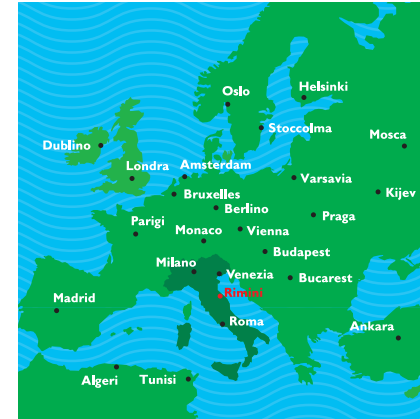 Oslo
Helsinki
Stoccolma
Mosca
Dublino
Londra
Amsterdam
Varsavia
Bruxelles
Kijev
Berlino
Parigi
Praga
Monaco
Vienna
Budapest
Milano
Venezia
Bucarest
Rimini
Madrid
Roma
Ankara
Algeri
Tunisi